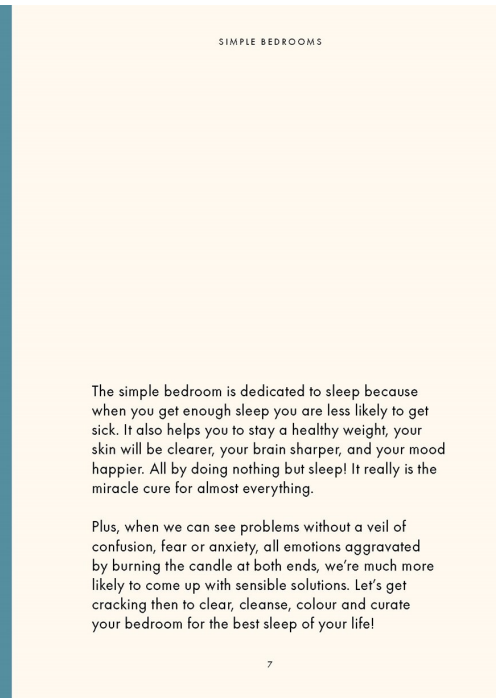 SIMPLE BEDROOMS
The simple bedroom is dedicated to sleep because
when you get enough sleep you are less likely to get
sick. It also helps you to stay a healthy weight, your
skin will be clearer, your brain sharper, and your mood
happier. All by doing nothing but sleep! It really is the
miracle cure for almost everything.
Plus, when we can see problems without a veil of
confusion, fear or anxiety, all emotions aggravated
by burning the candle at both ends, we’re much more
likely to come up with sensible solutions. Let’s get
cracking then to clear, cleanse, colour and curate
your bedroom for the best sleep of your life!
7